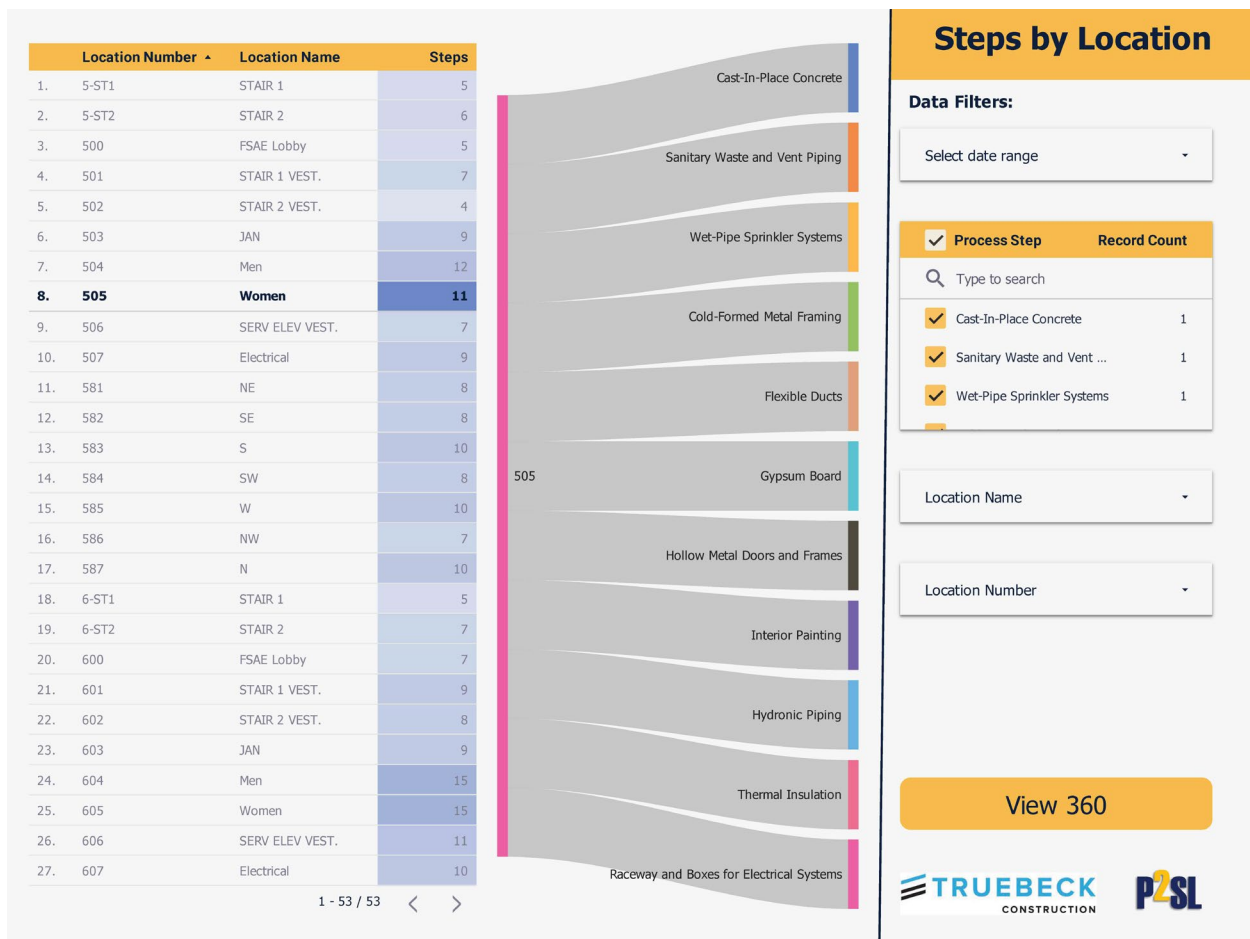 Location Number Location Name Steps
1. 5-ST1 STAIR 1 5
2. 5-ST2 STAIR 2 6
3. 500 FSAE Lobby 5
4. 501 STAIR 1 VEST. 7
5. 502 STAIR 2 VEST. 4
6. 503 JAN 9
7. 504 Men 12
8. 505 Women 11
9. 506 SERV ELEV VEST. 7
10. 507 Electrical 9
11. 581 NE 8
12. 582 SE 8
13. 583 S 10
14. 584 SW 8
15. 585 W 10
16. 586 NW 7
17. 587 N 10
18. 6-ST1 STAIR 1 5
19. 6-ST2 STAIR 2 7
20. 600 FSAE Lobby 7
21. 601 STAIR 1 VEST. 9
22. 602 STAIR 2 VEST. 8
23. 603 JAN 9
24. 604 Men 15
25. 605 Women 15
26. 606 SERV ELEV VEST. 11
27. 607 Electrical 10
1 - 53 / 53
505
Cast-In-Place Concrete
Sanitary Waste and Vent Piping
Wet-Pipe Sprinkler Systems
Cold-Formed Metal Framing
Flexible Ducts
Gypsum Board
Hollow Metal Doors and Frames
Interior Painting
Hydronic Piping
Thermal Insulation
Raceway and Boxes for Electrical Systems
Steps by Location
Data Filters:
Select date range
Process Step Record Count
Type to search
Cast-In-Place Concrete 1
Sanitary Waste and Vent ... 1
Wet-Pipe Sprinkler Systems 1
Location Name
Location Number
View 360
TRUEBECK
CONSTRUCTION
P2SL